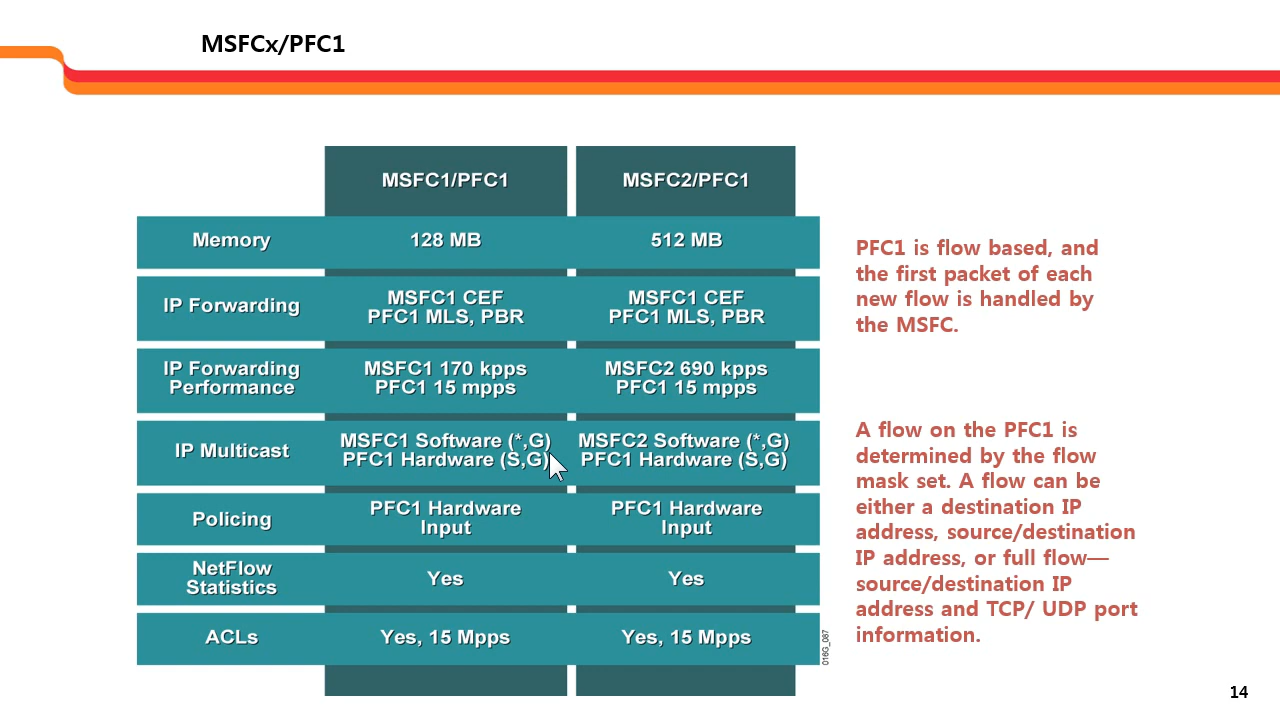 MSFCx/PFC1
MSFC1/PFC1 MSFC2/PFC1
Memory 128 MB 512 MB
IP Forwarding
MSFC1 CEF
PFC1 MLS, PBR
MSFC1 CEF
PFC1 MLS, PBR
IP Forwarding
Performance
MSFC1 170 kpps
PFC1 15 mpps
MSFC2 690 kpps
PFC1 15 mpps
IP Multicast
MSFC1 Software (*,G)
PFC1 Hardware (S,G)
MSFC2 Software (*,G)
PFC1 Hardware (S,G)
Policing
PFC1 Hardware
Input
PFC1 Hardware
Input
NetFlow
Statistics
Yes
Yes
ACLs Yes, 15 Mpps Yes, 15 Mpps
016G_087
PFC1 is flow based, and
the first packet of each
new flow is handled by
the MSFC.
A flow on the PFC1 is
determined by the flow
mask set. A flow can be
either a destination IP
address, source/destination
IP address, or full flow—
source/destination IP
address and TCP/ UDP port
information.
14